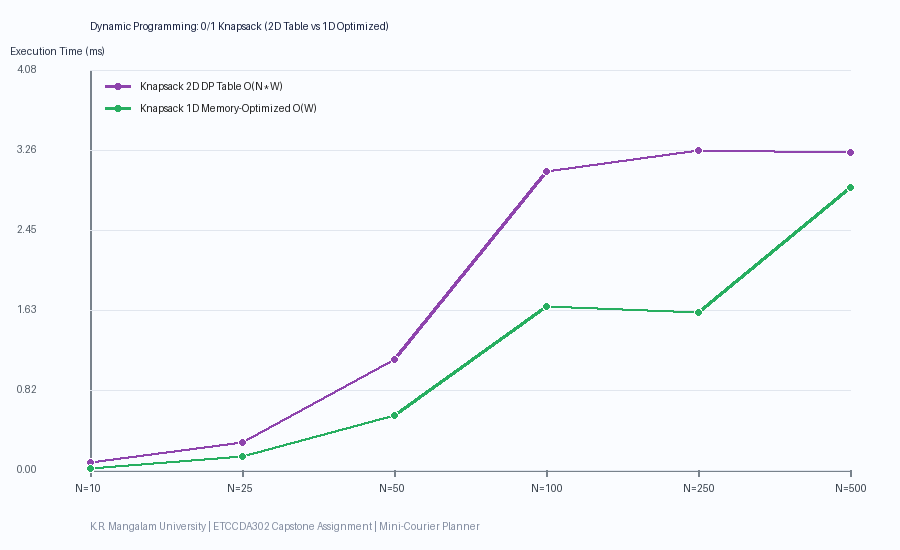 Dynamic Programming: 0/1 Knapsack (2D Table vs 1D Optimized)
Execution Time (ms)
4.08
Knapsack 2D DP Table O(N*W)
Knapsack 1D Memory-Optimized O(W)
3.26
2.45
1.63
0.82
0.00
N=10 N=25 N=50 N=100 N=250 N=500
K.R. Mangalam University | ETCCDA302 Capstone Assignment | Mini-Courier Planner